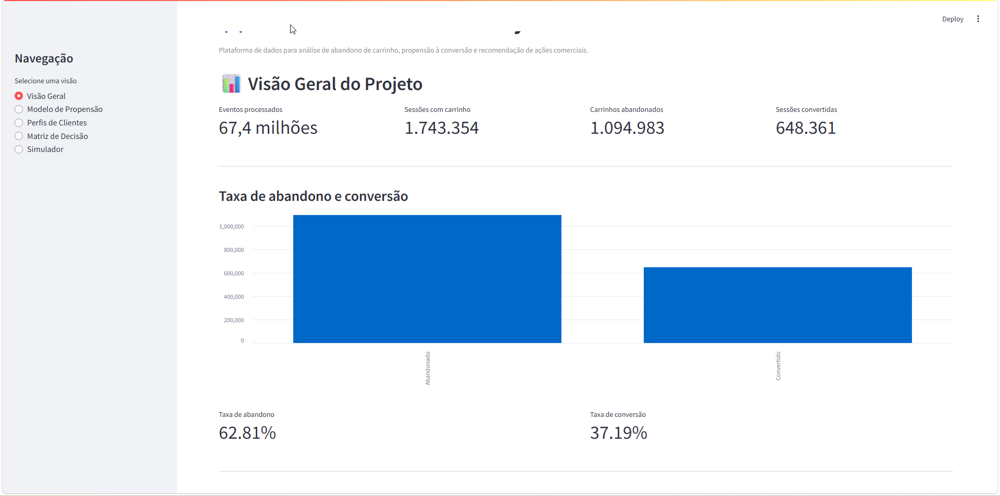 Deploy
Plataforma de dados para análise de abandono de carrinho, propensão à conversão e recomendação de ações comerciais.
Navegação
Selecione uma visão
Visão Geral
Modelo de Propensão
Perfis de Clientes
Matriz de Decisão
Simulador
Visão Geral do Projeto
Eventos processados
67,4 milhões
Sessões com carrinho
1.743.354
Carrinhos abandonados
1.094.983
Sessões convertidas
648.361
Taxa de abandono e conversão
1,000,000
800,000
600,000
400,000
200,000
0
Abandonado
Convertido
Taxa de abandono
62.81%
Taxa de conversão
37.19%